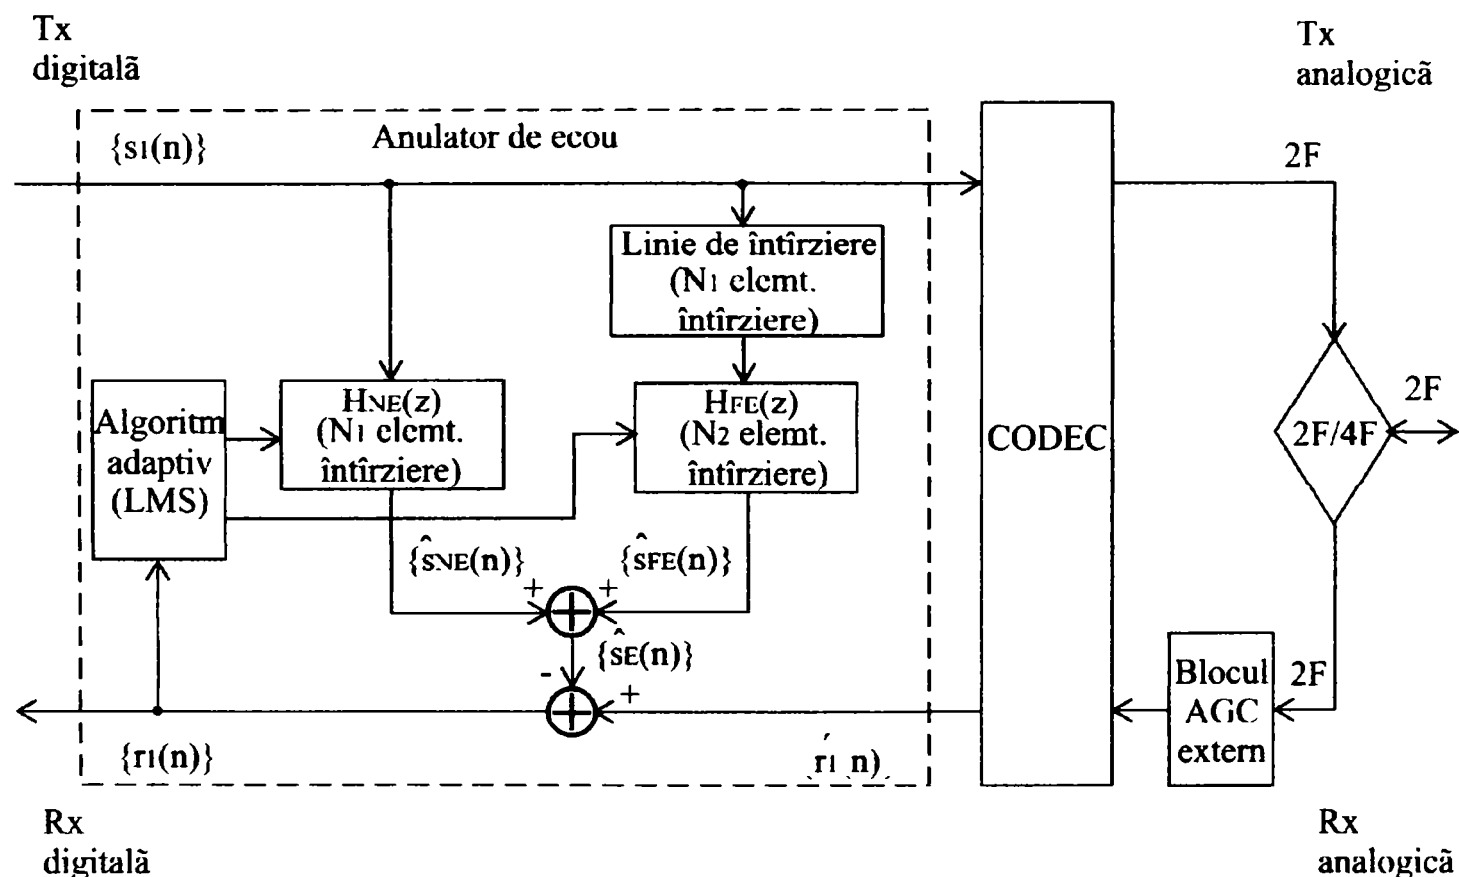 Tx
digitală
Tx
analogică
{s1(n)}
Anulator de ecou
2F
Linie de întîrziere
(N1 elemt.
întîrziere)
Algoritm
adaptiv
(LMS)
HNE(z)
(N1 elemt.
întîrziere)
HFE(z)
(N2 elemt.
întîrziere)
CODEC
2F/4F
2F
{ŝNE(n)}
{ŝFE(n)}
+
+
{ŝE(n)}
-
+
Blocul
AGC
extern
2F
{r1(n)}
r1´(n)
Rx
digitală
Rx
analogică